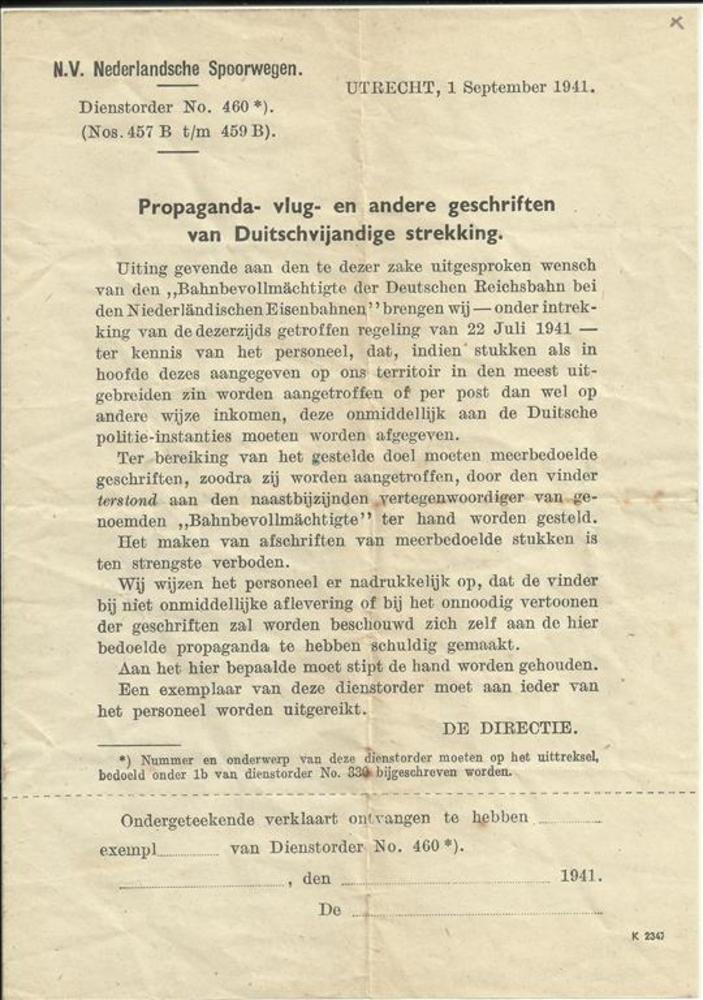 N.V. Nederlandsche Spoorwegen.
UTRECHT, 1 September 1941.
Dienstorder No. 460 *).
(Nos. 457 B t/m 459 B).
Propaganda- vlug- en andere geschriften
van Duitschvijandige strekking.
Uiting gevende aan den te dezer zake uitgesproken wensch
van den ,,Bahnbevollmächtigte der Deutschen Reichsbahn bei
den Niederländischen Eisenbahnen’’ brengen wij — onder intrek-
king van de dezerzijds getroffen regeling van 22 Juli 1941 —
ter kennis van het personeel, dat, indien stukken als in
hoofde dezes aangegeven op ons territoir in den meest uit-
gebreiden zin worden aangetroffen of per post dan wel op
andere wijze inkomen, deze onmiddellijk aan de Duitsche
politie-instanties moeten worden afgegeven.
Ter bereiking van het gestelde doel moeten meerbedoelde
geschriften, zoodra zij worden aangetroffen, door den vinder
terstond aan den naastbijzijnden vertegenwoordiger van ge-
noemden ,,Bahnbevollmächtigte’’ ter hand worden gesteld.
Het maken van afschriften van meerbedoelde stukken is
ten strengste verboden.
Wij wijzen het personeel er nadrukkelijk op, dat de vinder
bij niet onmiddellijke aflevering of bij het onnoodig vertoonen
der geschriften zal worden beschouwd zich zelf aan de hier
bedoelde propaganda te hebben schuldig gemaakt.
Aan het hier bepaalde moet stipt de hand worden gehouden.
Een exemplaar van deze dienstorder moet aan ieder van
het personeel worden uitgereikt.
DE DIRECTIE.
*) Nummer en onderwerp van deze dienstorder moeten op het uittreksel,
bedoeld onder 1b van dienstorder No. 330 bijgeschreven worden.
Ondergeteekende verklaart ontvangen te hebben
exempl. van Dienstorder No. 460 *).
, den 1941.
De
K 2347